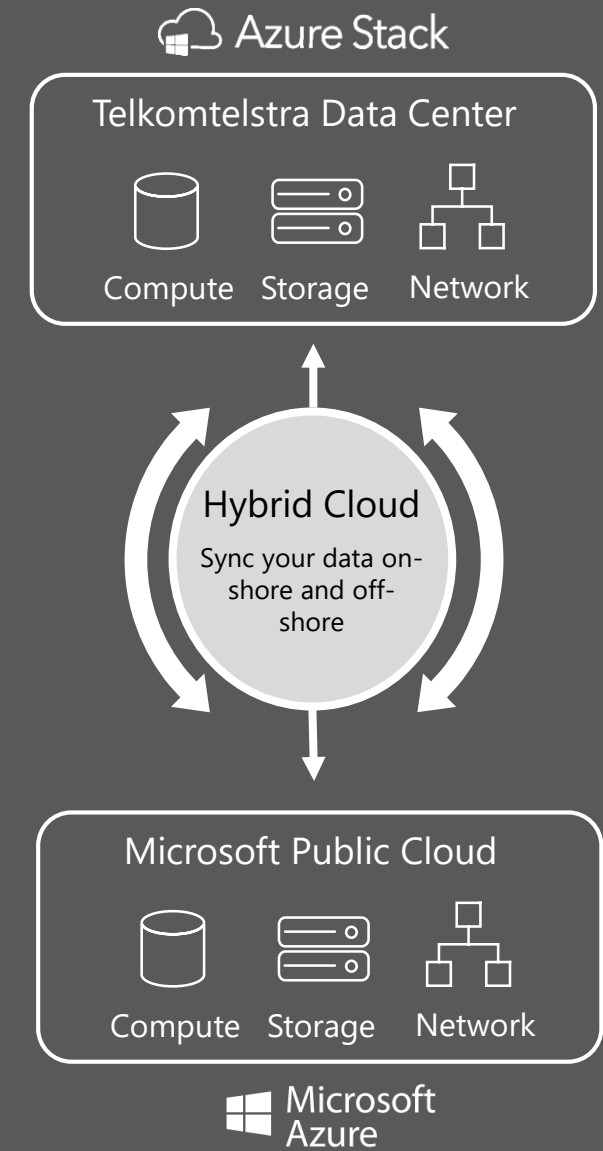 Azure Stack
Telkomtelstra Data Center
Compute Storage Network
Hybrid Cloud
Sync your data on-
shore and off-
shore
Microsoft Public Cloud
Compute Storage Network
Microsoft
Azure